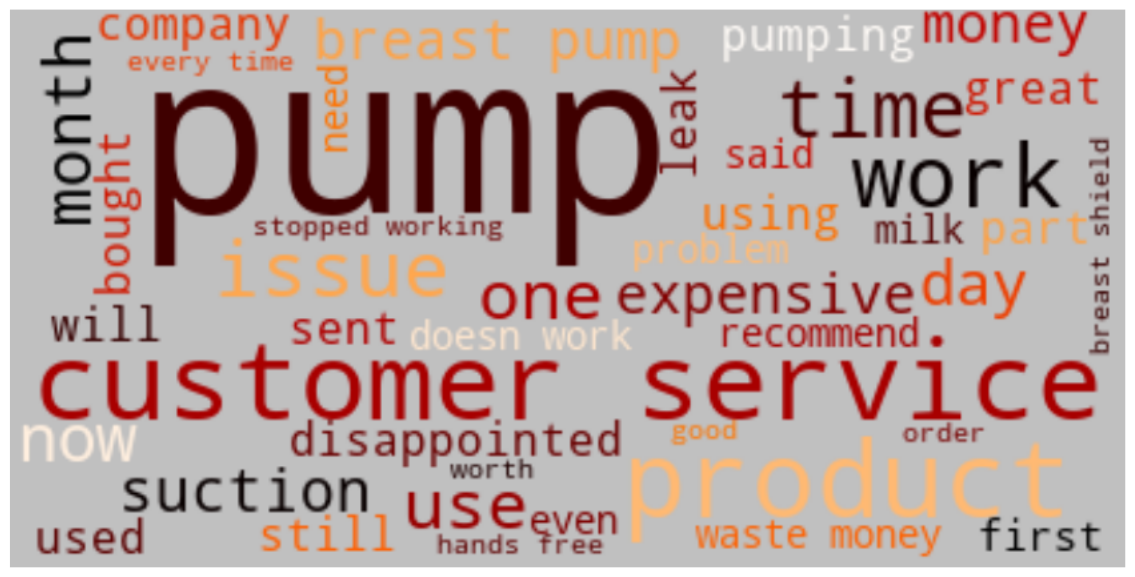 company
breast pump
pumping
money
every time
month
need
pump
leak
time
great
said
work
bought
breast shield
stopped working
using
milk
part
issue
problem
one
expensive
day
will
sent
doesn work
recommend
customer service
now
disappointed
good
order
worth
product
suction
use
even
used
still
hands free
waste money
first